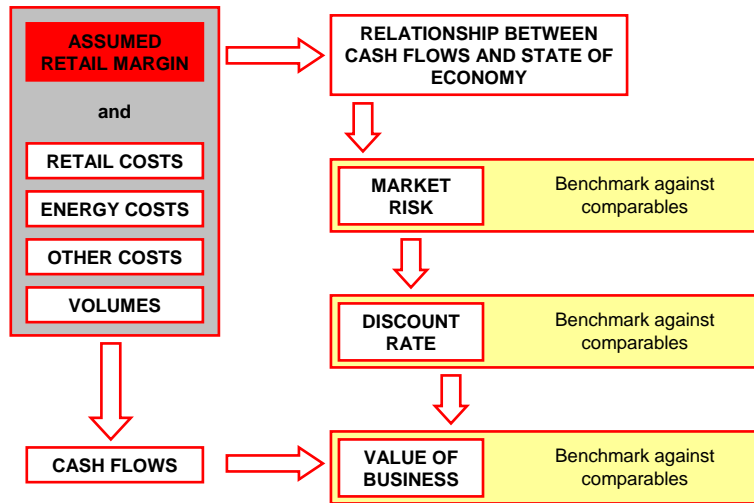 ASSUMED
RETAIL MARGIN
and
RETAIL COSTS
ENERGY COSTS
OTHER COSTS
VOLUMES
CASH FLOWS
RELATIONSHIP BETWEEN
CASH FLOWS AND STATE OF
ECONOMY
MARKET
RISK
Benchmark against
comparables
DISCOUNT
RATE
Benchmark against
comparables
VALUE OF
BUSINESS
Benchmark against
comparables